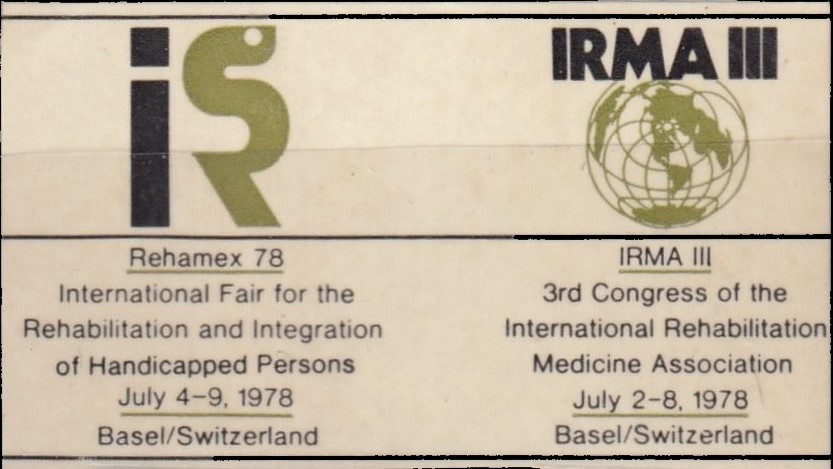 iR
IRMA III
Rehamex 78
International Fair for the
Rehabilitation and Integration
of Handicapped Persons
July 4-9, 1978
Basel/Switzerland
IRMA III
3rd Congress of the
International Rehabilitation
Medicine Association
July 2-8, 1978
Basel/Switzerland